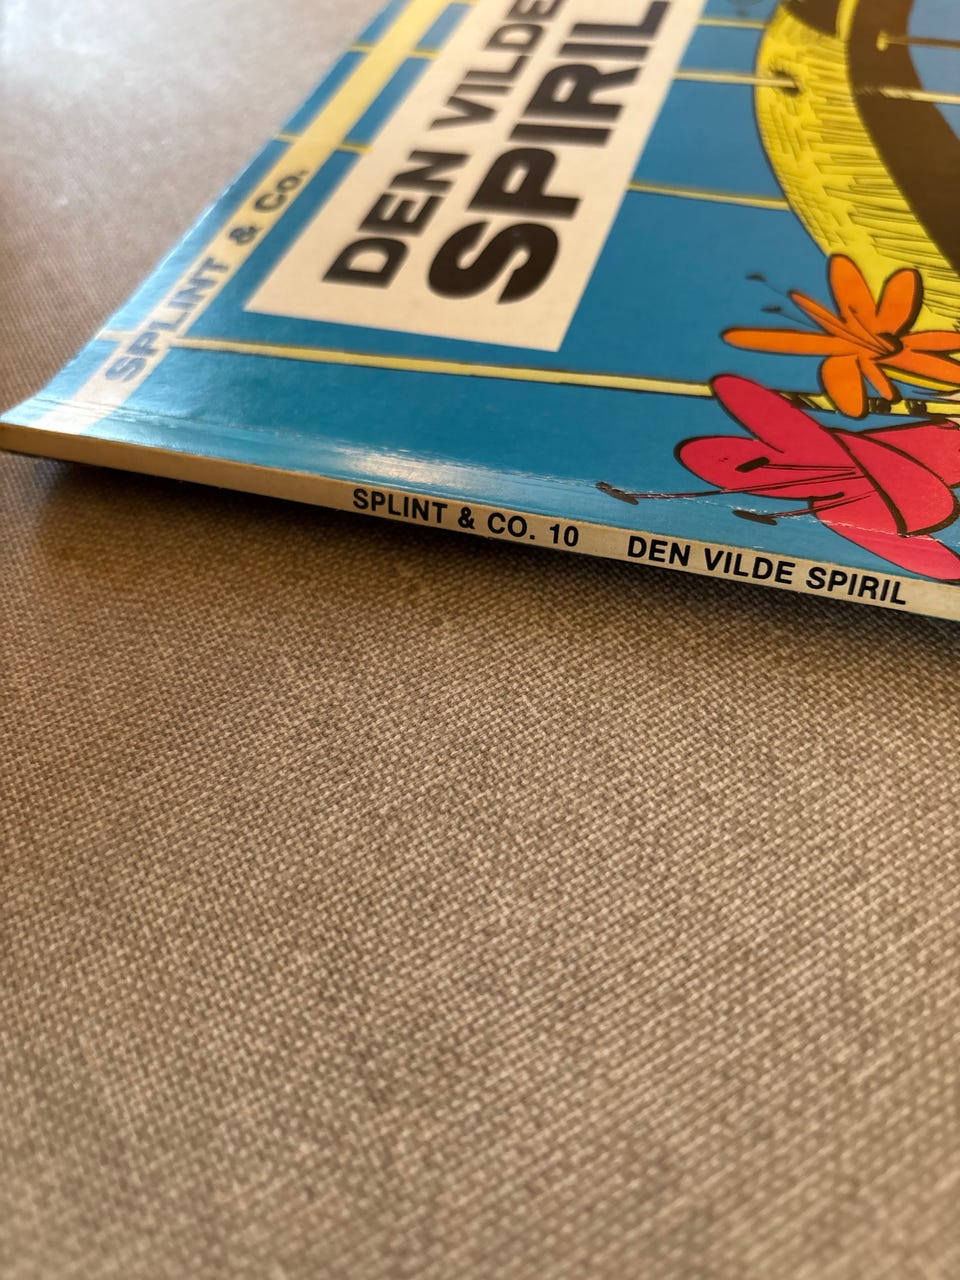 SPLINT & Co.
DEN VILDE
SPIRIL
SPLINT & CO. 10 DEN VILDE SPIRIL